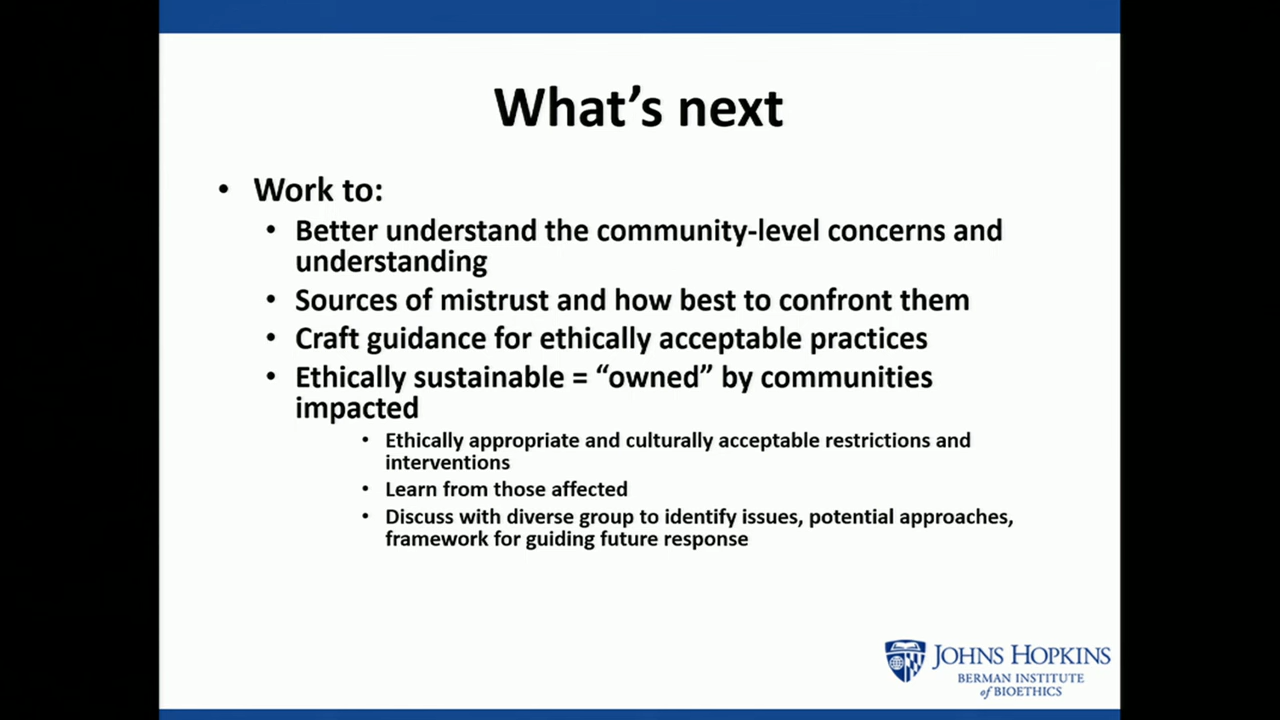 What’s next
• Work to:
• Better understand the community-level concerns and
understanding
• Sources of mistrust and how best to confront them
• Craft guidance for ethically acceptable practices
• Ethically sustainable = “owned” by communities
impacted
• Ethically appropriate and culturally acceptable restrictions and
interventions
• Learn from those affected
• Discuss with diverse group to identify issues, potential approaches,
framework for guiding future response
JOHNS HOPKINS
BERMAN INSTITUTE
of BIOETHICS